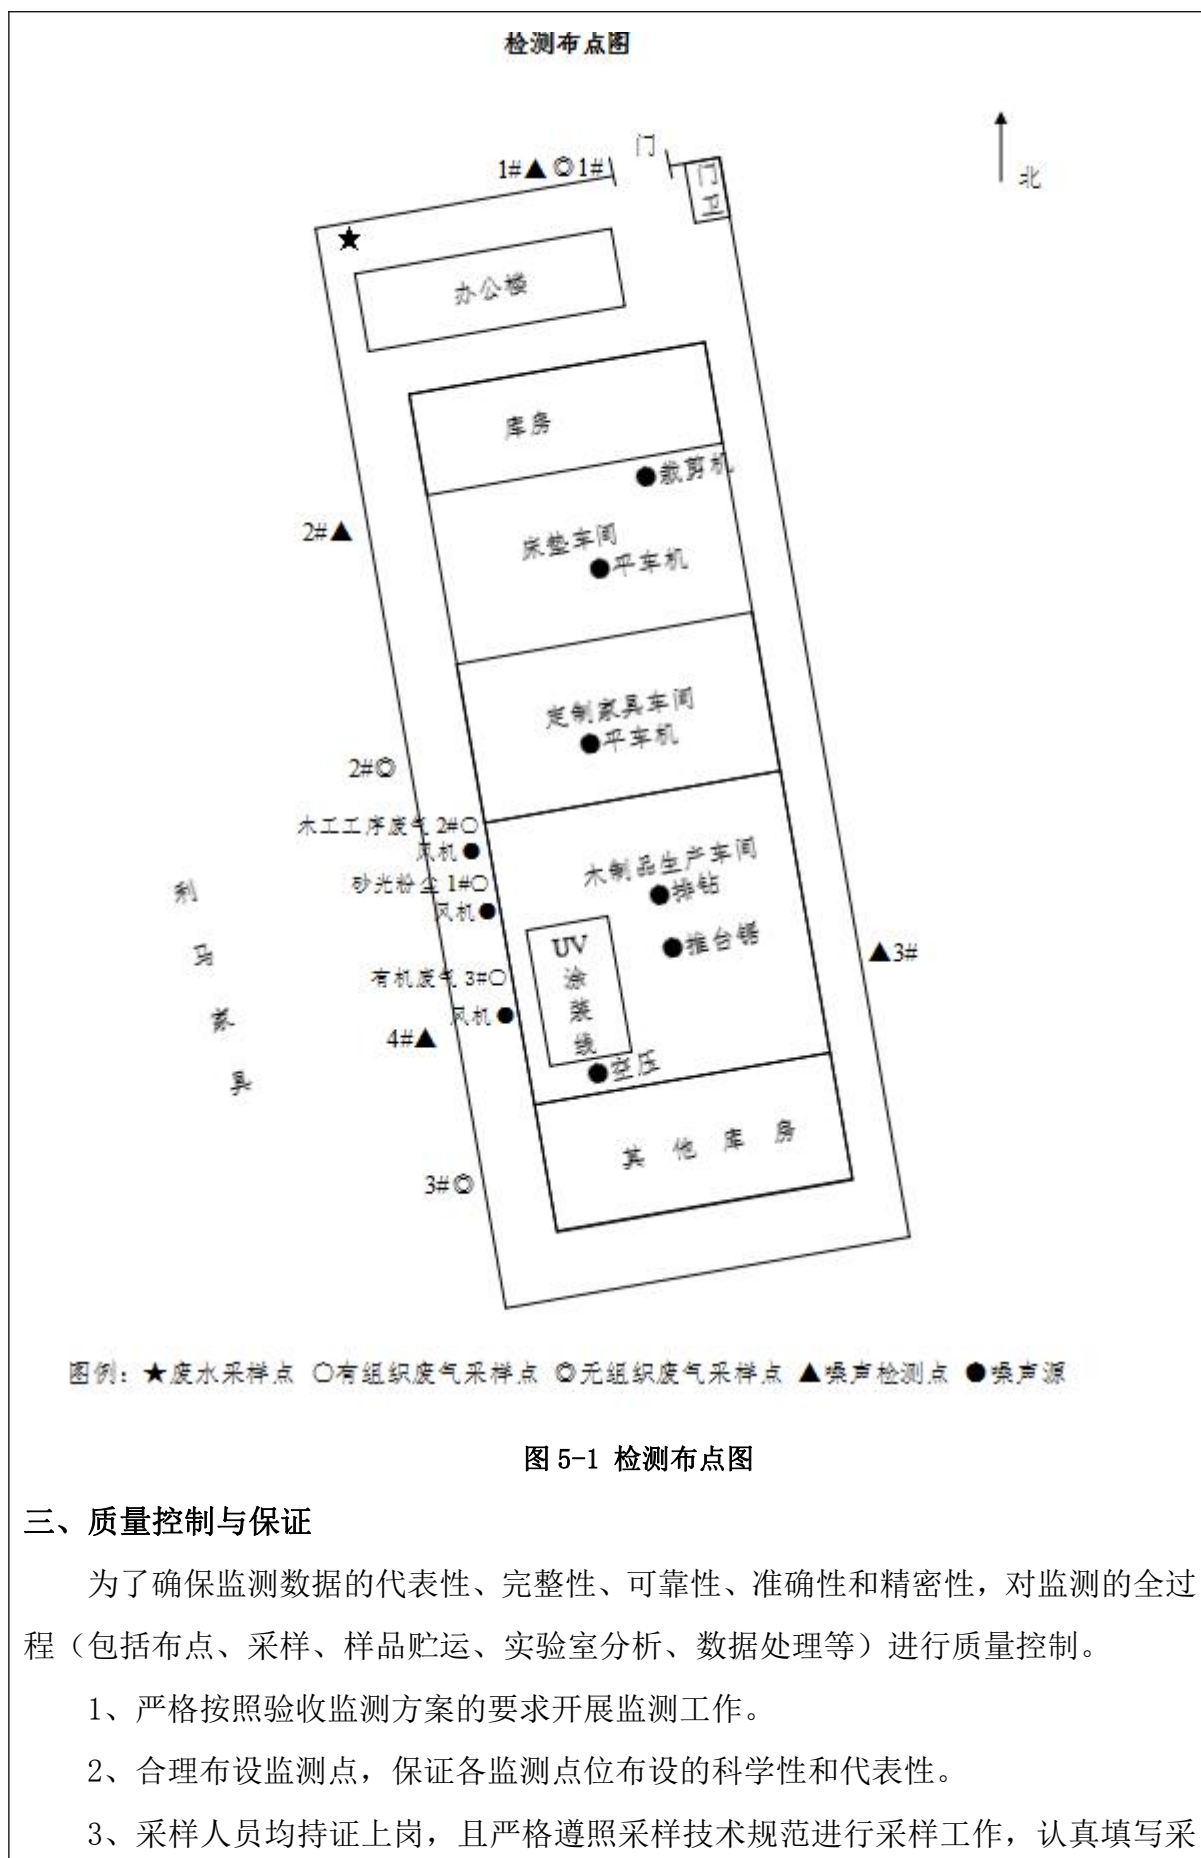 检测布点图
门
1#▲ ◎1#
门卫
北
★
办公楼
库房
●裁剪机
2#▲
床垫车间
●平车机
定制家具车间
●平车机
2#◎
木工工序废气 2#○
风机●
木制品生产车间
砂光粉尘 1#○
●排钻
利马家具
风机●
UV涂装线
●推台锯
▲3#
有机废气 3#○
风机●
4#▲
●空压
其他库房
3#◎
图例：★废水采样点 ○有组织废气采样点 ◎无组织废气采样点 ▲噪声检测点 ●噪声源
图 5-1 检测布点图
三、质量控制与保证
为了确保监测数据的代表性、完整性、可靠性、准确性和精密性，对监测的全过
程（包括布点、采样、样品贮运、实验室分析、数据处理等）进行质量控制。
1、严格按照验收监测方案的要求开展监测工作。
2、合理布设监测点，保证各监测点位布设的科学性和代表性。
3、采样人员均持证上岗，且严格遵照采样技术规范进行采样工作，认真填写采